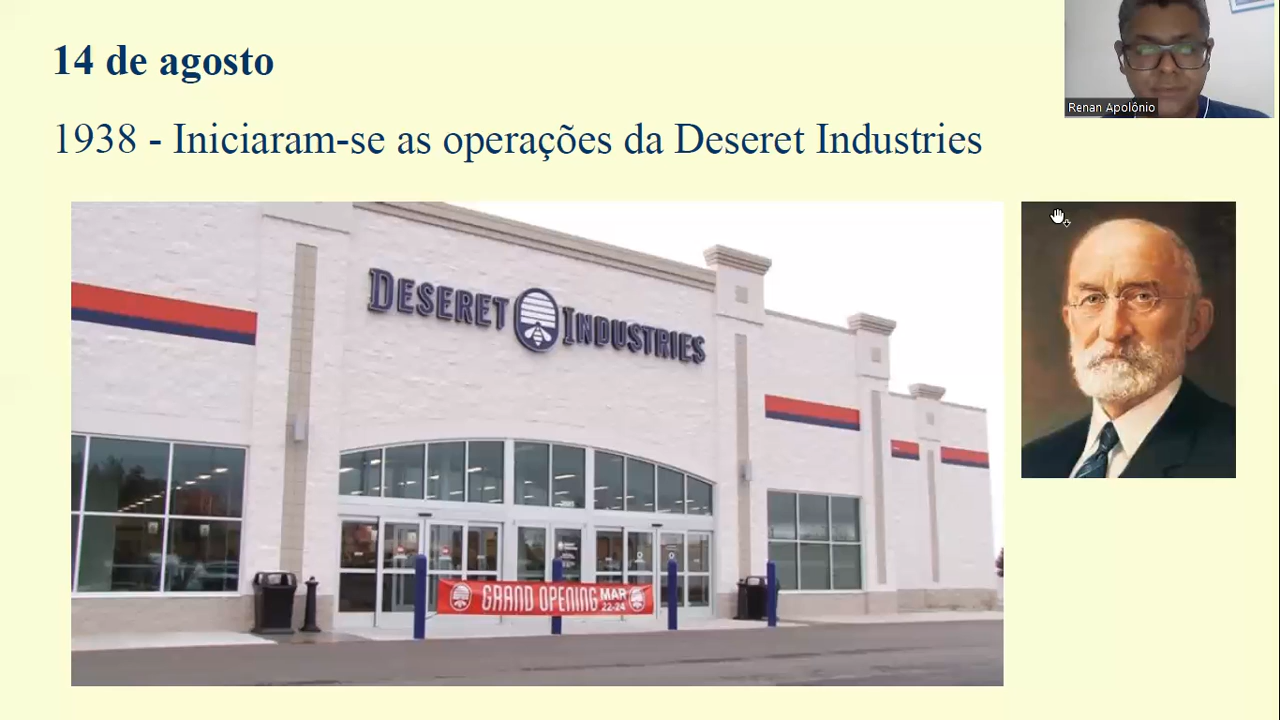 14 de agosto
Renan Apolônio
1938 - Iniciaram-se as operações da Deseret Industries
DESERET INDUSTRIES
GRAND OPENING MAR
22-24